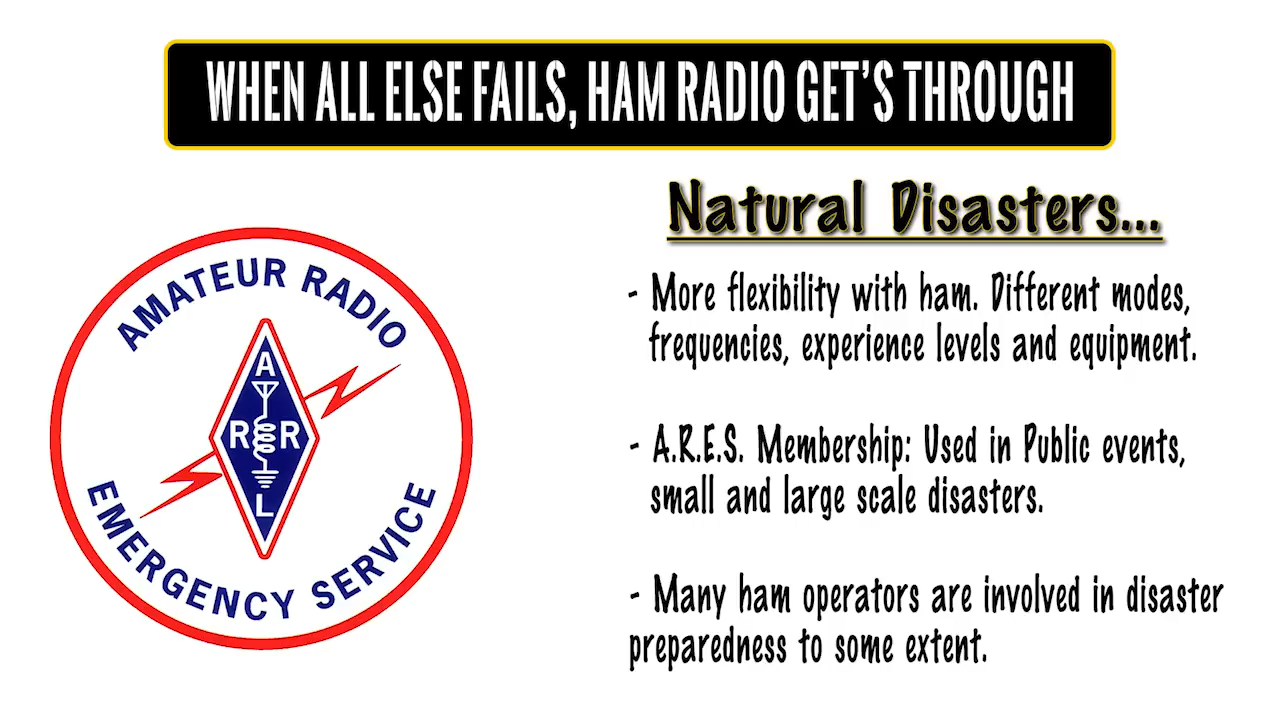 WHEN ALL ELSE FAILS, HAM RADIO GET'S THROUGH
Natural Disasters...
AMATEUR RADIO
A
R R
L
EMERGENCY SERVICE
- More flexibility with ham. Different modes,
frequencies, experience levels and equipment.
- A.R.E.S. Membership: Used in Public events,
small and large scale disasters.
- Many ham operators are involved in disaster
preparedness to some extent.